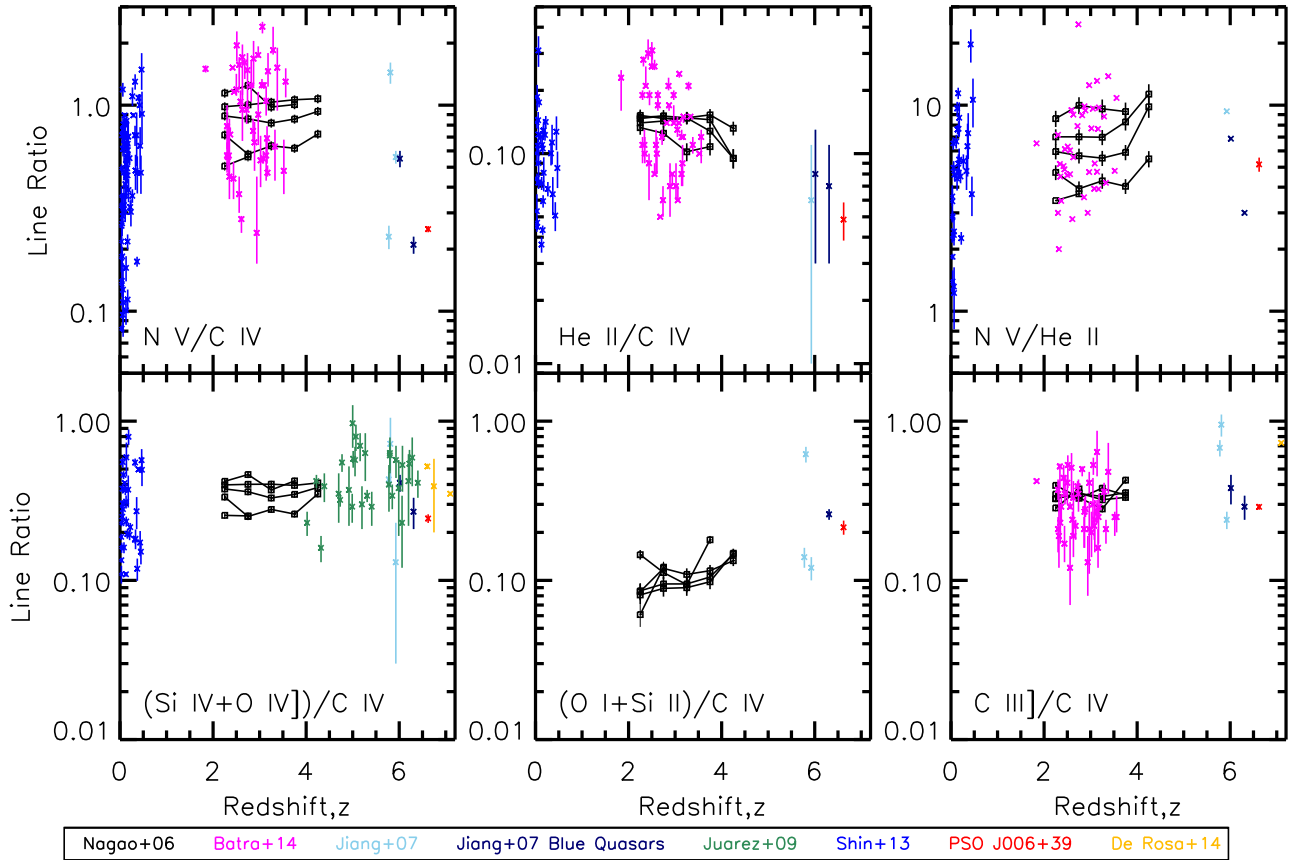 Line Ratio
1.0
0.1
N V/C IV
0.10
0.01
He II/C IV
10
1
N V/He II
Line Ratio
1.00
0.10
0.01
(Si IV+O IV])/C IV
1.00
0.10
0.01
(O I+Si II)/C IV
1.00
0.10
0.01
C III]/C IV
0 2 4 6
0 2 4 6
0 2 4 6
Redshift,z
Redshift,z
Redshift,z
Nagao+06 Batra+14 Jiang+07 Jiang+07 Blue Quasars Juarez+09 Shin+13 PSO J006+39 De Rosa+14